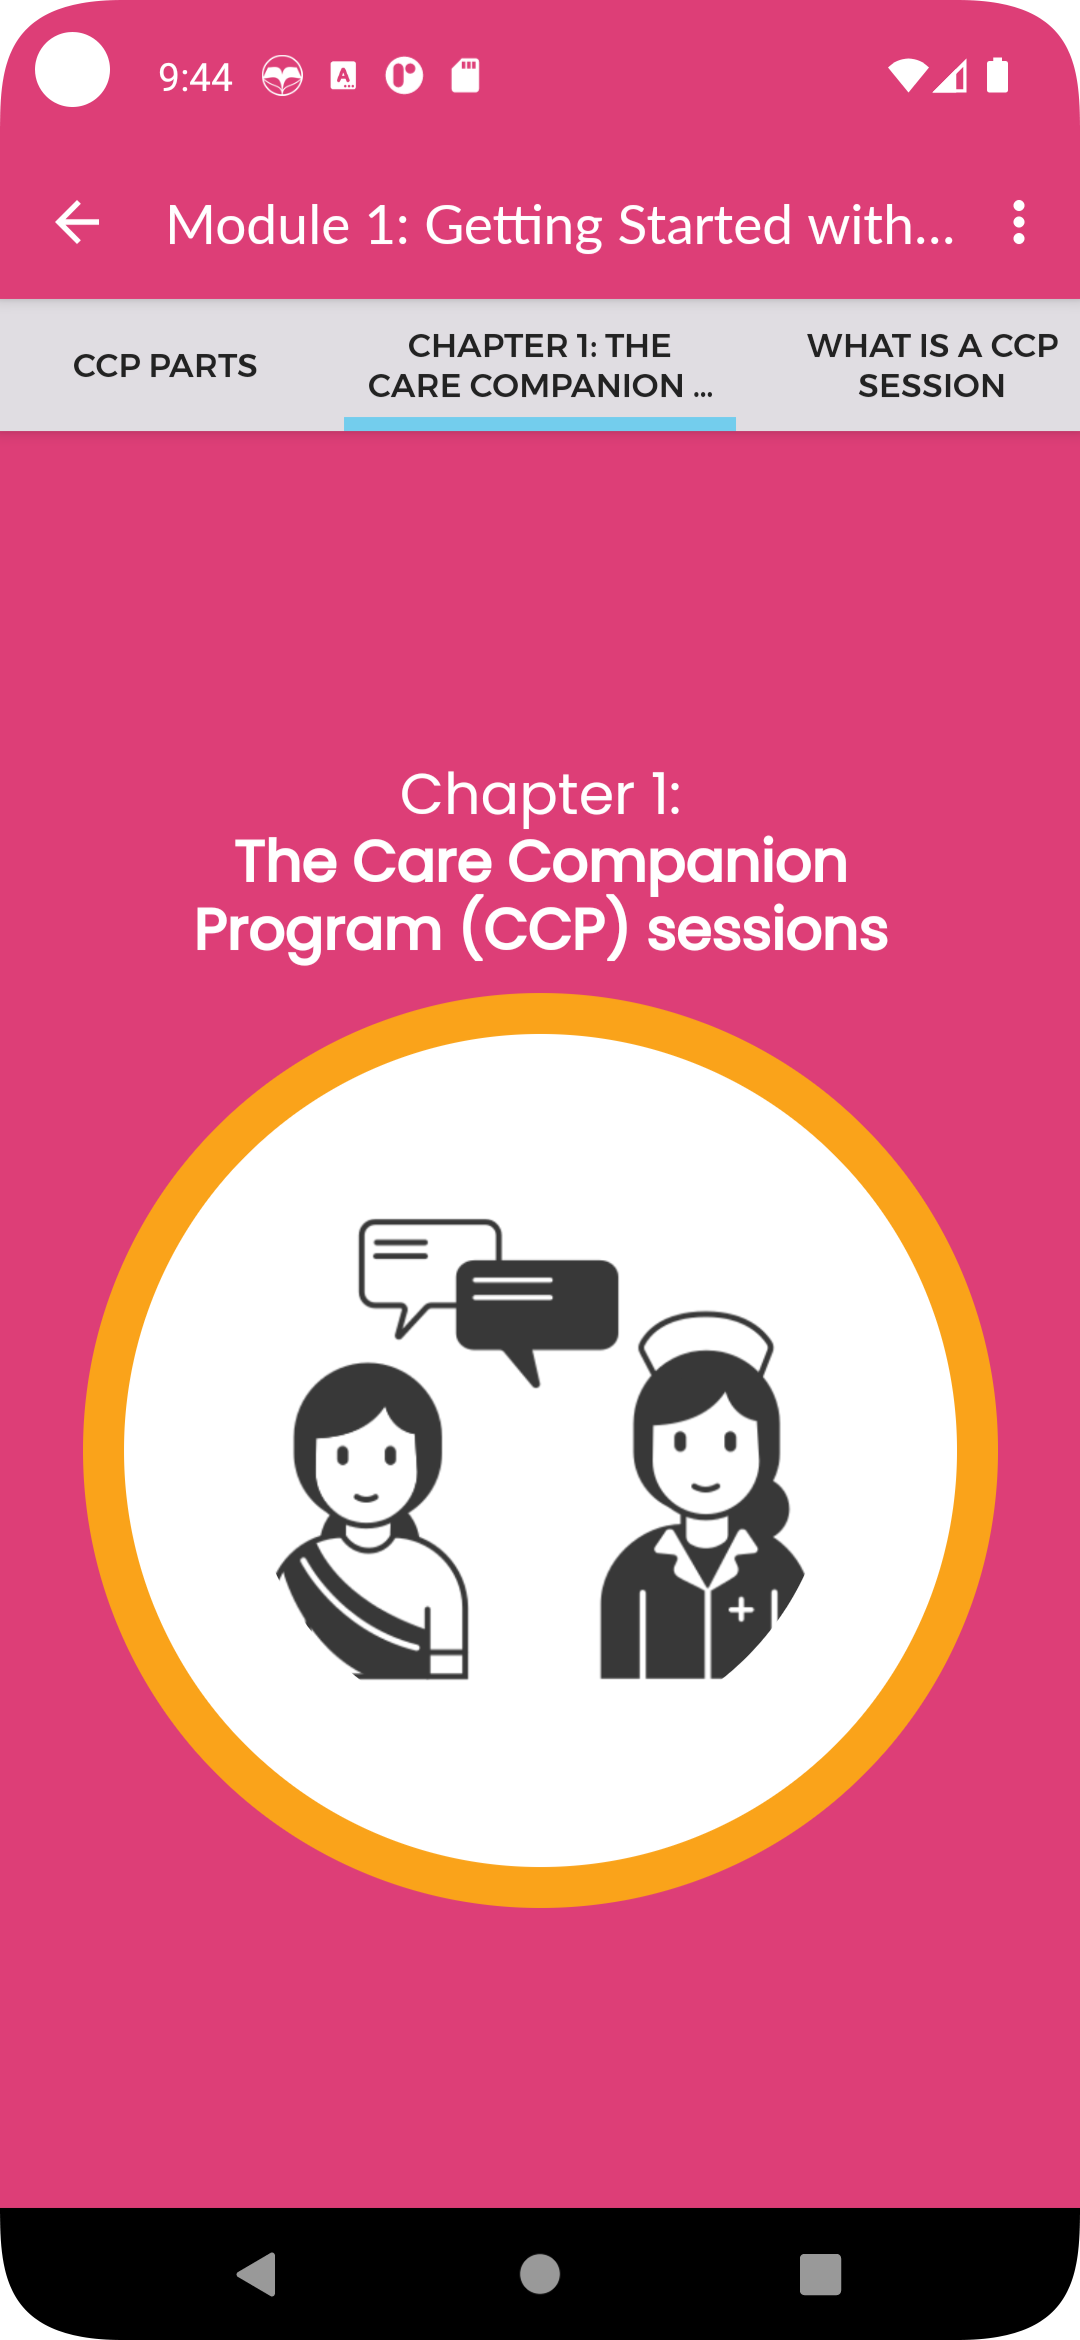 9:44
Module 1: Getting Started with...
CCP PARTS
CHAPTER 1: THE
CARE COMPANION ...
WHAT IS A CCP
SESSION
Chapter 1:
The Care Companion
Program (CCP) sessions